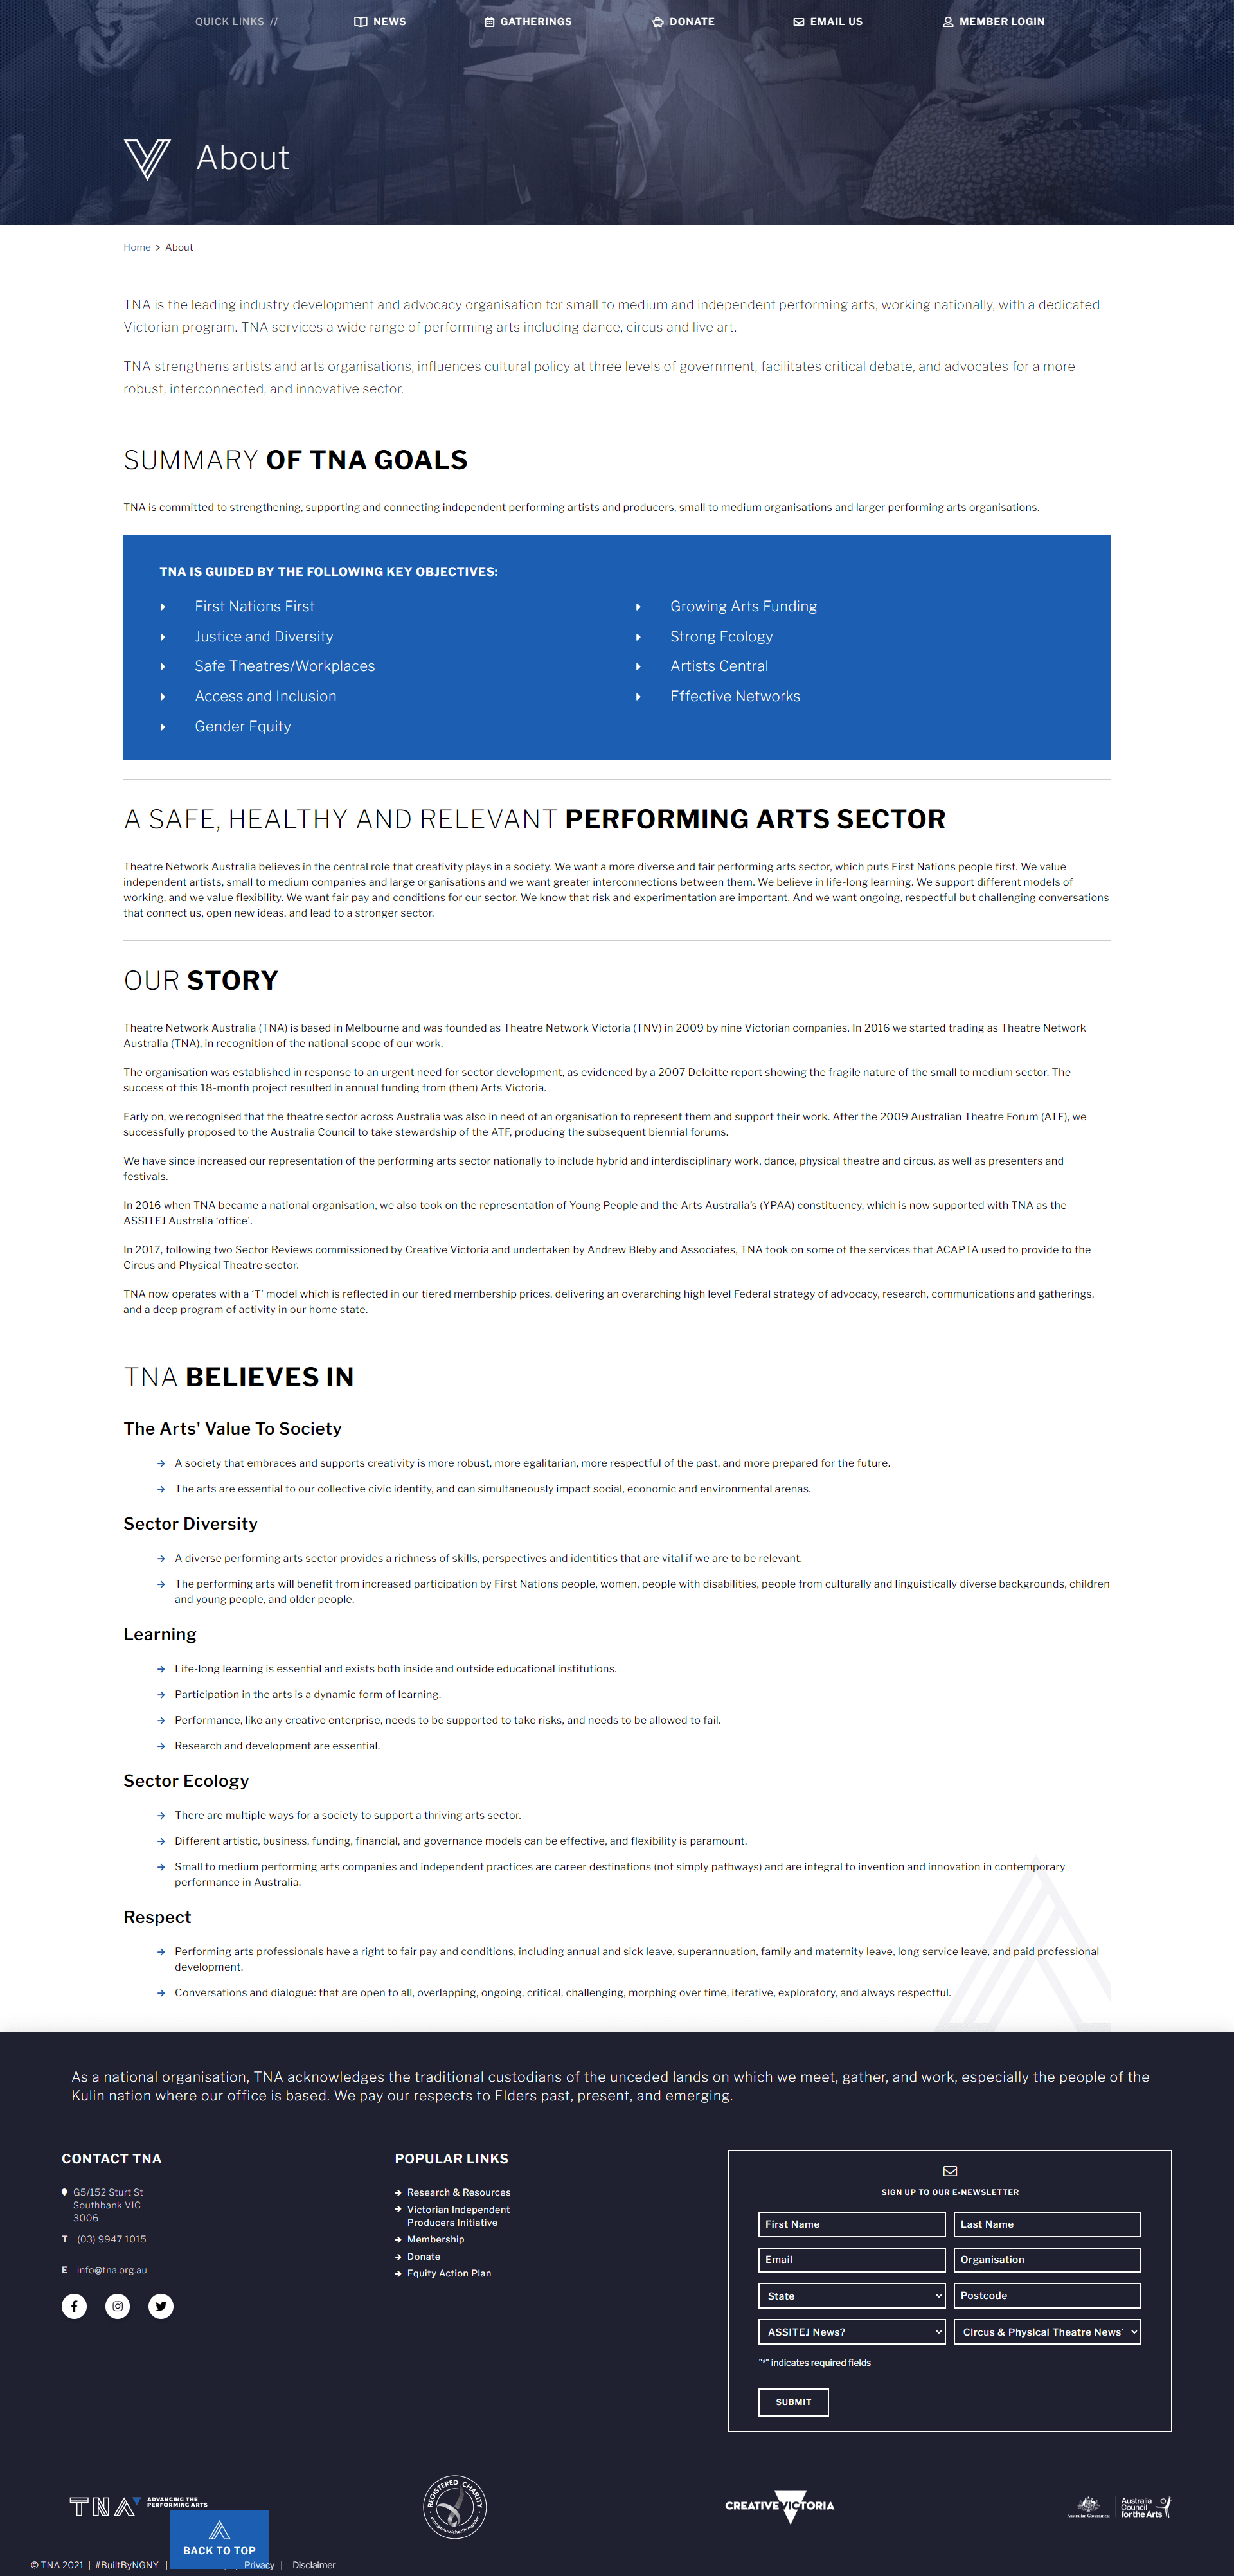 QUICK LINKS //
NEWS
GATHERINGS
DONATE
EMAIL US
MEMBER LOGIN
About
Home > About
TNA is the leading industry development and advocacy organisation for small to medium and independent performing arts, working nationally, with a dedicated
Victorian program. TNA services a wide range of performing arts including dance, circus and live art.
TNA strengthens artists and arts organisations, influences cultural policy at three levels of government, facilitates critical debate, and advocates for a more
robust, interconnected, and innovative sector.
SUMMARY OF TNA GOALS
TNA is committed to strengthening, supporting and connecting independent performing artists and producers, small to medium organisations and larger performing arts organisations.
TNA IS GUIDED BY THE FOLLOWING KEY OBJECTIVES:
First Nations First
Justice and Diversity
Safe Theatres/Workplaces
Access and Inclusion
Gender Equity
Growing Arts Funding
Strong Ecology
Artists Central
Effective Networks
A SAFE, HEALTHY AND RELEVANT PERFORMING ARTS SECTOR
Theatre Network Australia believes in the central role that creativity plays in a society. We want a more diverse and fair performing arts sector, which puts First Nations people first. We value
independent artists, small to medium companies and large organisations and we want greater interconnections between them. We believe in life-long learning. We support different models of
working, and we value flexibility. We want fair pay and conditions for our sector. We know that risk and experimentation are important. And we want ongoing, respectful but challenging conversations
that connect us, open new ideas, and lead to a stronger sector.
OUR STORY
Theatre Network Australia (TNA) is based in Melbourne and was founded as Theatre Network Victoria (TNV) in 2009 by nine Victorian companies. In 2016 we started trading as Theatre Network
Australia (TNA), in recognition of the national scope of our work.
The organisation was established in response to an urgent need for sector development, as evidenced by a 2007 Deloitte report showing the fragile nature of the small to medium sector. The
success of this 18-month project resulted in annual funding from (then) Arts Victoria.
Early on, we recognised that the theatre sector across Australia was also in need of an organisation to represent them and support their work. After the 2009 Australian Theatre Forum (ATF), we
successfully proposed to the Australia Council to take stewardship of the ATF, producing the subsequent biennial forums.
We have since increased our representation of the performing arts sector nationally to include hybrid and interdisciplinary work, dance, physical theatre and circus, as well as presenters and
festivals.
In 2016 when TNA became a national organisation, we also took on the representation of Young People and the Arts Australia's (YPAA) constituency, which is now supported with TNA as the
ASSITEJ Australia ‘office’.
In 2017, following two Sector Reviews commissioned by Creative Victoria and undertaken by Andrew Bleby and Associates, TNA took on some of the services that ACAPTA used to provide to the
Circus and Physical Theatre sector.
TNA now operates with a ‘T’ model which is reflected in our tiered membership prices, delivering an overarching high level Federal strategy of advocacy, research, communications and gatherings,
and a deep program of activity in our home state.
TNA BELIEVES IN
The Arts' Value To Society
A society that embraces and supports creativity is more robust, more egalitarian, more respectful of the past, and more prepared for the future.
The arts are essential to our collective civic identity, and can simultaneously impact social, economic and environmental arenas.
Sector Diversity
A diverse performing arts sector provides a richness of skills, perspectives and identities that are vital if we are to be relevant.
The performing arts will benefit from increased participation by First Nations people, women, people with disabilities, people from culturally and linguistically diverse backgrounds, children
and young people, and older people.
Learning
Life-long learning is essential and exists both inside and outside educational institutions.
Participation in the arts is a dynamic form of learning.
Performance, like any creative enterprise, needs to be supported to take risks, and needs to be allowed to fail.
Research and development are essential.
Sector Ecology
There are multiple ways for a society to support a thriving arts sector.
Different artistic, business, funding, financial, and governance models can be effective, and flexibility is paramount.
Small to medium performing arts companies and independent practices are career destinations (not simply pathways) and are integral to invention and innovation in contemporary
performance in Australia.
Respect
Performing arts professionals have a right to fair pay and conditions, including annual and sick leave, superannuation, family and maternity leave, long service leave, and paid professional
development.
Conversations and dialogue: that are open to all, overlapping, ongoing, critical, challenging, morphing over time, iterative, exploratory, and always respectful.
As a national organisation, TNA acknowledges the traditional custodians of the unceded lands on which we meet, gather, and work, especially the people of the
Kulin nation where our office is based. We pay our respects to Elders past, present, and emerging.
CONTACT TNA
G5/152 Sturt St
Southbank VIC
3006
T (03) 9947 1015
E info@tna.org.au
POPULAR LINKS
Research & Resources
Victorian Independent
Producers Initiative
Membership
Donate
Equity Action Plan
SIGN UP TO OUR E-NEWSLETTER
First Name
Last Name
Email
Organisation
State
Postcode
ASSITEJ News?
Circus & Physical Theatre News?
"*" indicates required fields
SUBMIT
TNA ADVANCING THE
PERFORMING ARTS
REGISTERED CHARITY
CREATIVE VICTORIA
Australian Government
Australia
Council
for the Arts
BACK TO TOP
© TNA 2021 | #BuiltByNGNY |
Privacy | Disclaimer